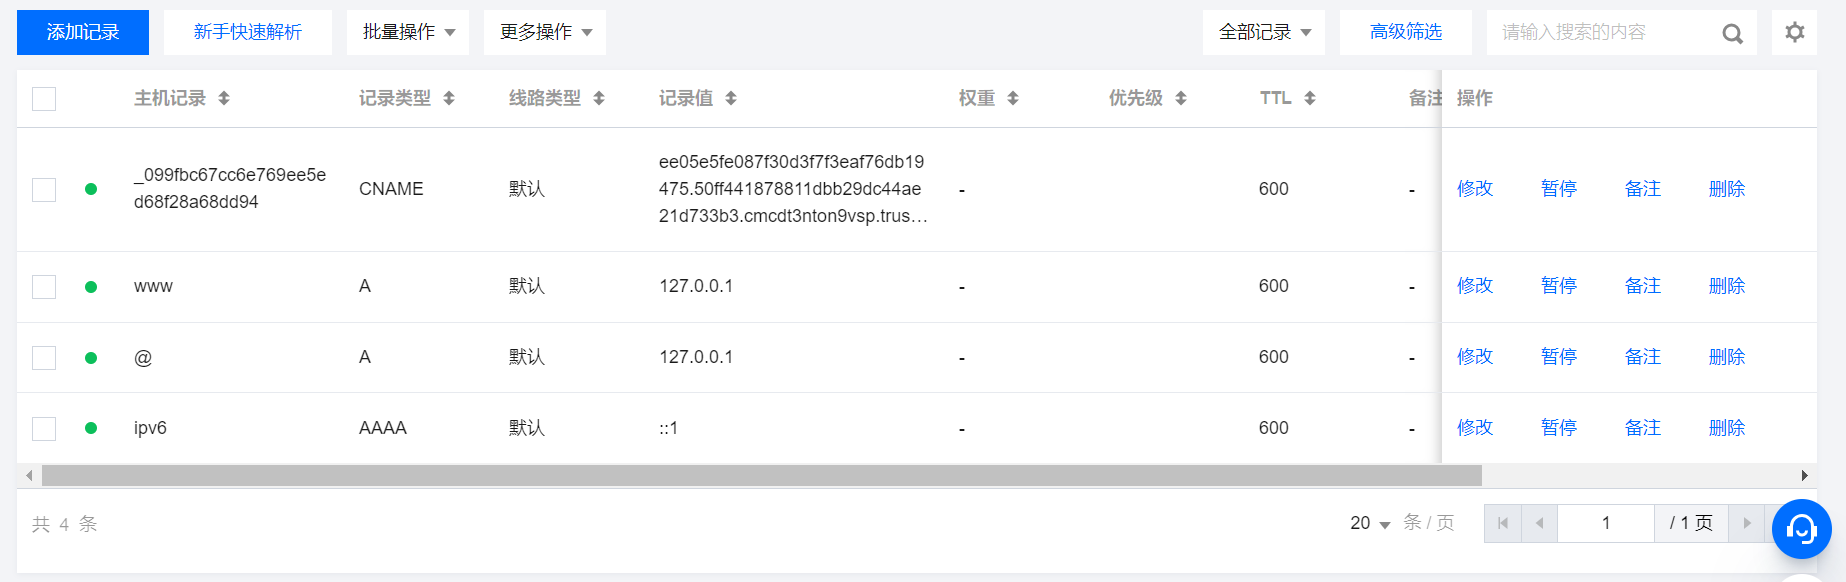 添加记录 新手快速解析 批量操作 更多操作 全部记录 高级筛选 请输入搜索的内容
主机记录 记录类型 线路类型 记录值 权重 优先级 TTL 备注 操作
_099fbc67cc6e769ee5e
d68f28a68dd94
CNAME 默认
ee05e5fe087f30d3f7f3eaf76db19
475.50ff441878811dbb29dc44ae
21d733b3.cmcdt3nton9vsp.trus…
- 600 - 修改 暂停 备注 删除
www A 默认 127.0.0.1 - 600 - 修改 暂停 备注 删除
@ A 默认 127.0.0.1 - 600 - 修改 暂停 备注 删除
ipv6 AAAA 默认 ::1 - 600 - 修改 暂停 备注 删除
共 4 条 20 条 / 页 1 / 1 页